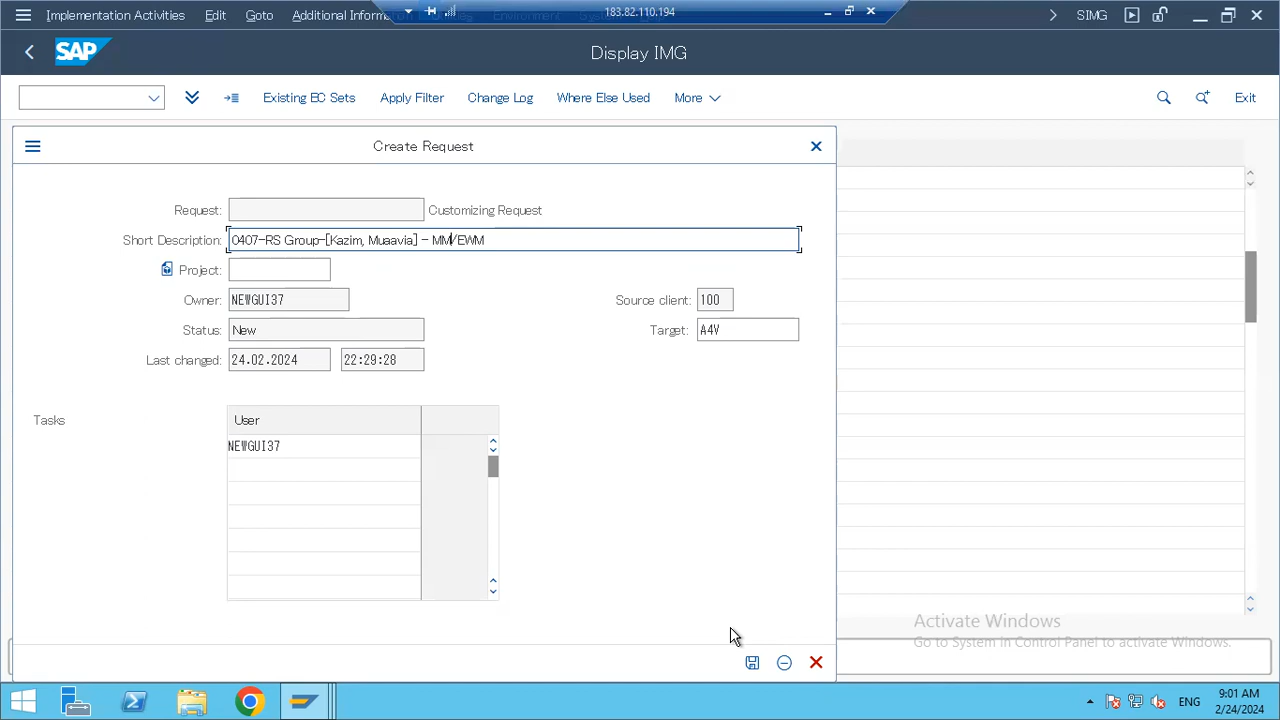 Implementation Activities Edit Goto Additional Information Environment 183.82.110.194 SIMG
SAP Display IMG
Existing BC Sets Apply Filter Change Log Where Else Used More Exit
Create Request
Request: Customizing Request
Short Description: 0407-RS Group-[Kazim, Muaavia] - MM/EWM
Project:
Owner: NEWGUI37 Source client: 100
Status: New Target: A4V
Last changed: 24.02.2024 22:29:28
Tasks User
NEWGUI37
Activate Windows
Go to System in Control Panel to activate Windows.
ENG 9:01 AM
2/24/2024